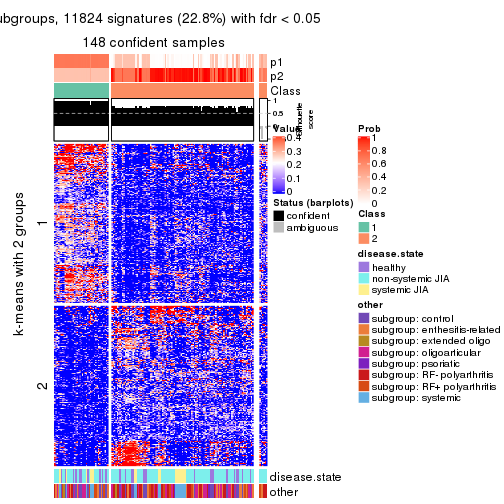 subgroups, 11824 signatures (22.8%) with fdr < 0.05
148 confident samples
p1
p2
Class
1
0.5
0
silhouette
score
k-means with 2 groups
1
2
Value
0.4
0.3
0.2
0.1
0
Status (barplots)
confident
ambiguous
Prob
1
0.8
0.6
0.4
0.2
0
Class
1
2
disease.state
healthy
non-systemic JIA
systemic JIA
other
subgroup: control
subgroup: enthesitis-related
subgroup: extended oligo
subgroup: oligoarticular
subgroup: psoriatic
subgroup: RF- polyarthritis
subgroup: RF+ polyarthritis
subgroup: systemic
disease.state
other